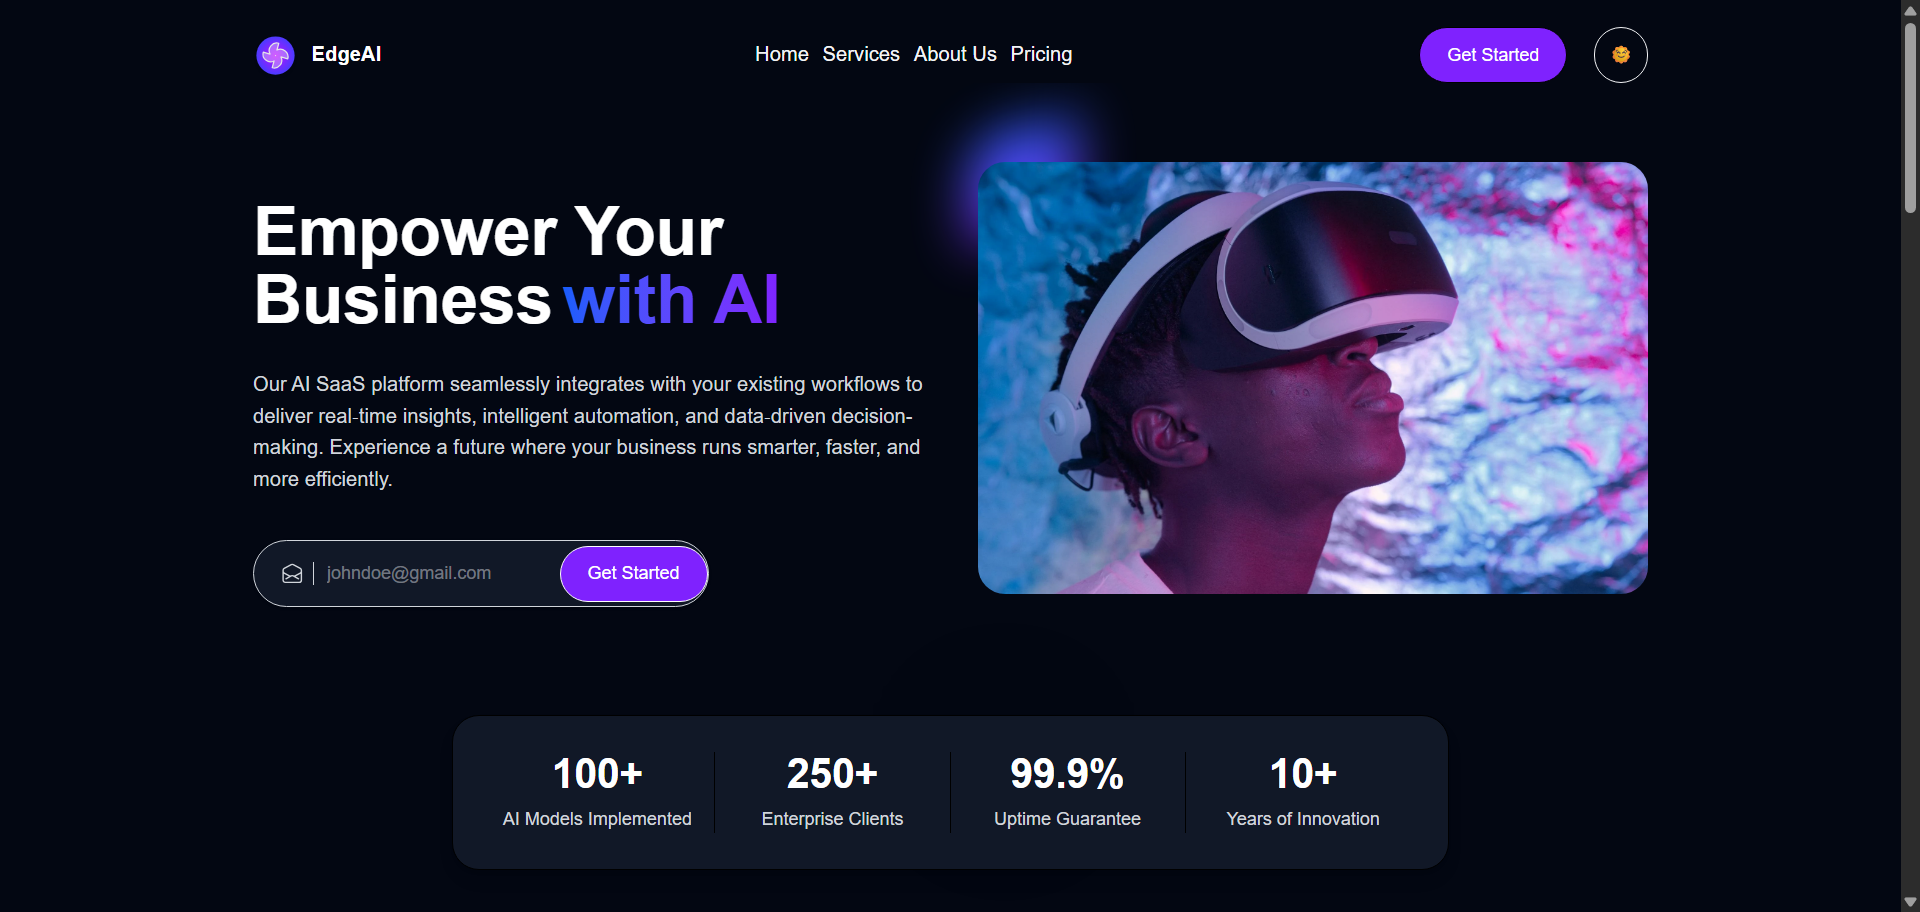 EdgeAI
Home Services About Us Pricing
Get Started
Empower Your
Business with AI
Our AI SaaS platform seamlessly integrates with your existing workflows to
deliver real-time insights, intelligent automation, and data-driven decision-
making. Experience a future where your business runs smarter, faster, and
more efficiently.
johndoe@gmail.com
Get Started
100+
AI Models Implemented
250+
Enterprise Clients
99.9%
Uptime Guarantee
10+
Years of Innovation